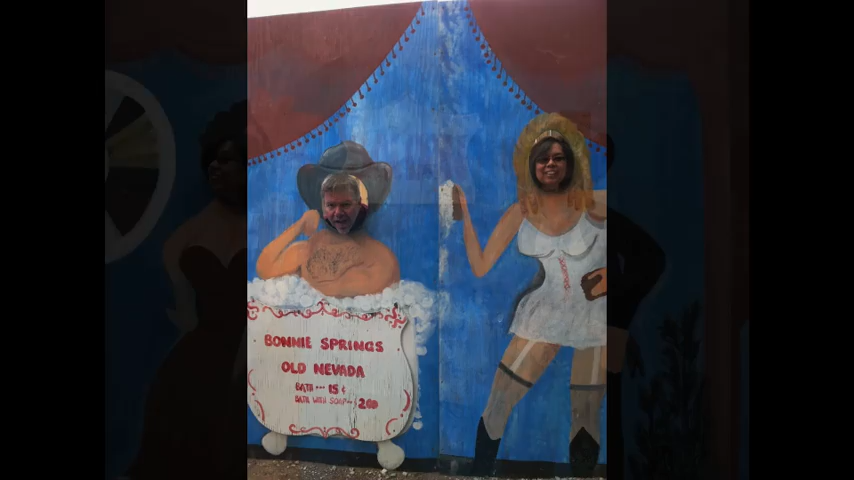 BONNIE SPRINGS
OLD NEVADA
BATH ··· 15 ¢
BATH WITH SOAP ·· 20¢